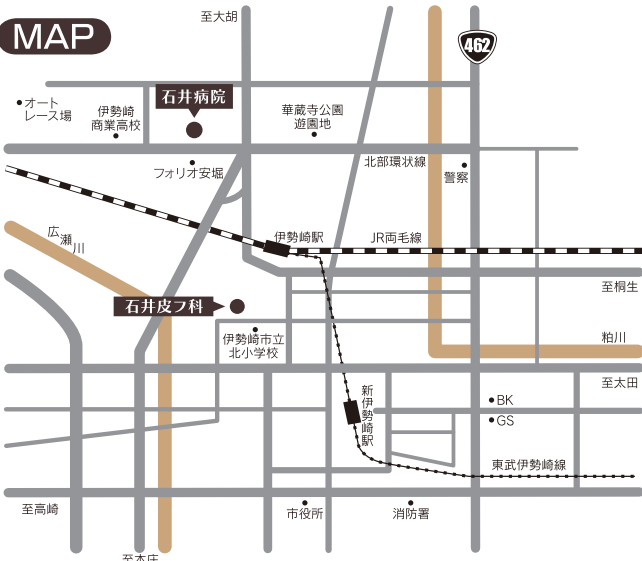 至大胡
MAP
462
石井病院
オート
レース場
伊勢崎
商業高校
華蔵寺公園
遊園地
フォリオ安堀
北部環状線
警察
広瀬川
伊勢崎駅
JR両毛線
至桐生
石井皮フ科
伊勢崎市立
北小学校
粕川
至太田
新伊勢崎駅
BK
GS
東武伊勢崎線
至高崎
市役所
消防署
至本庄